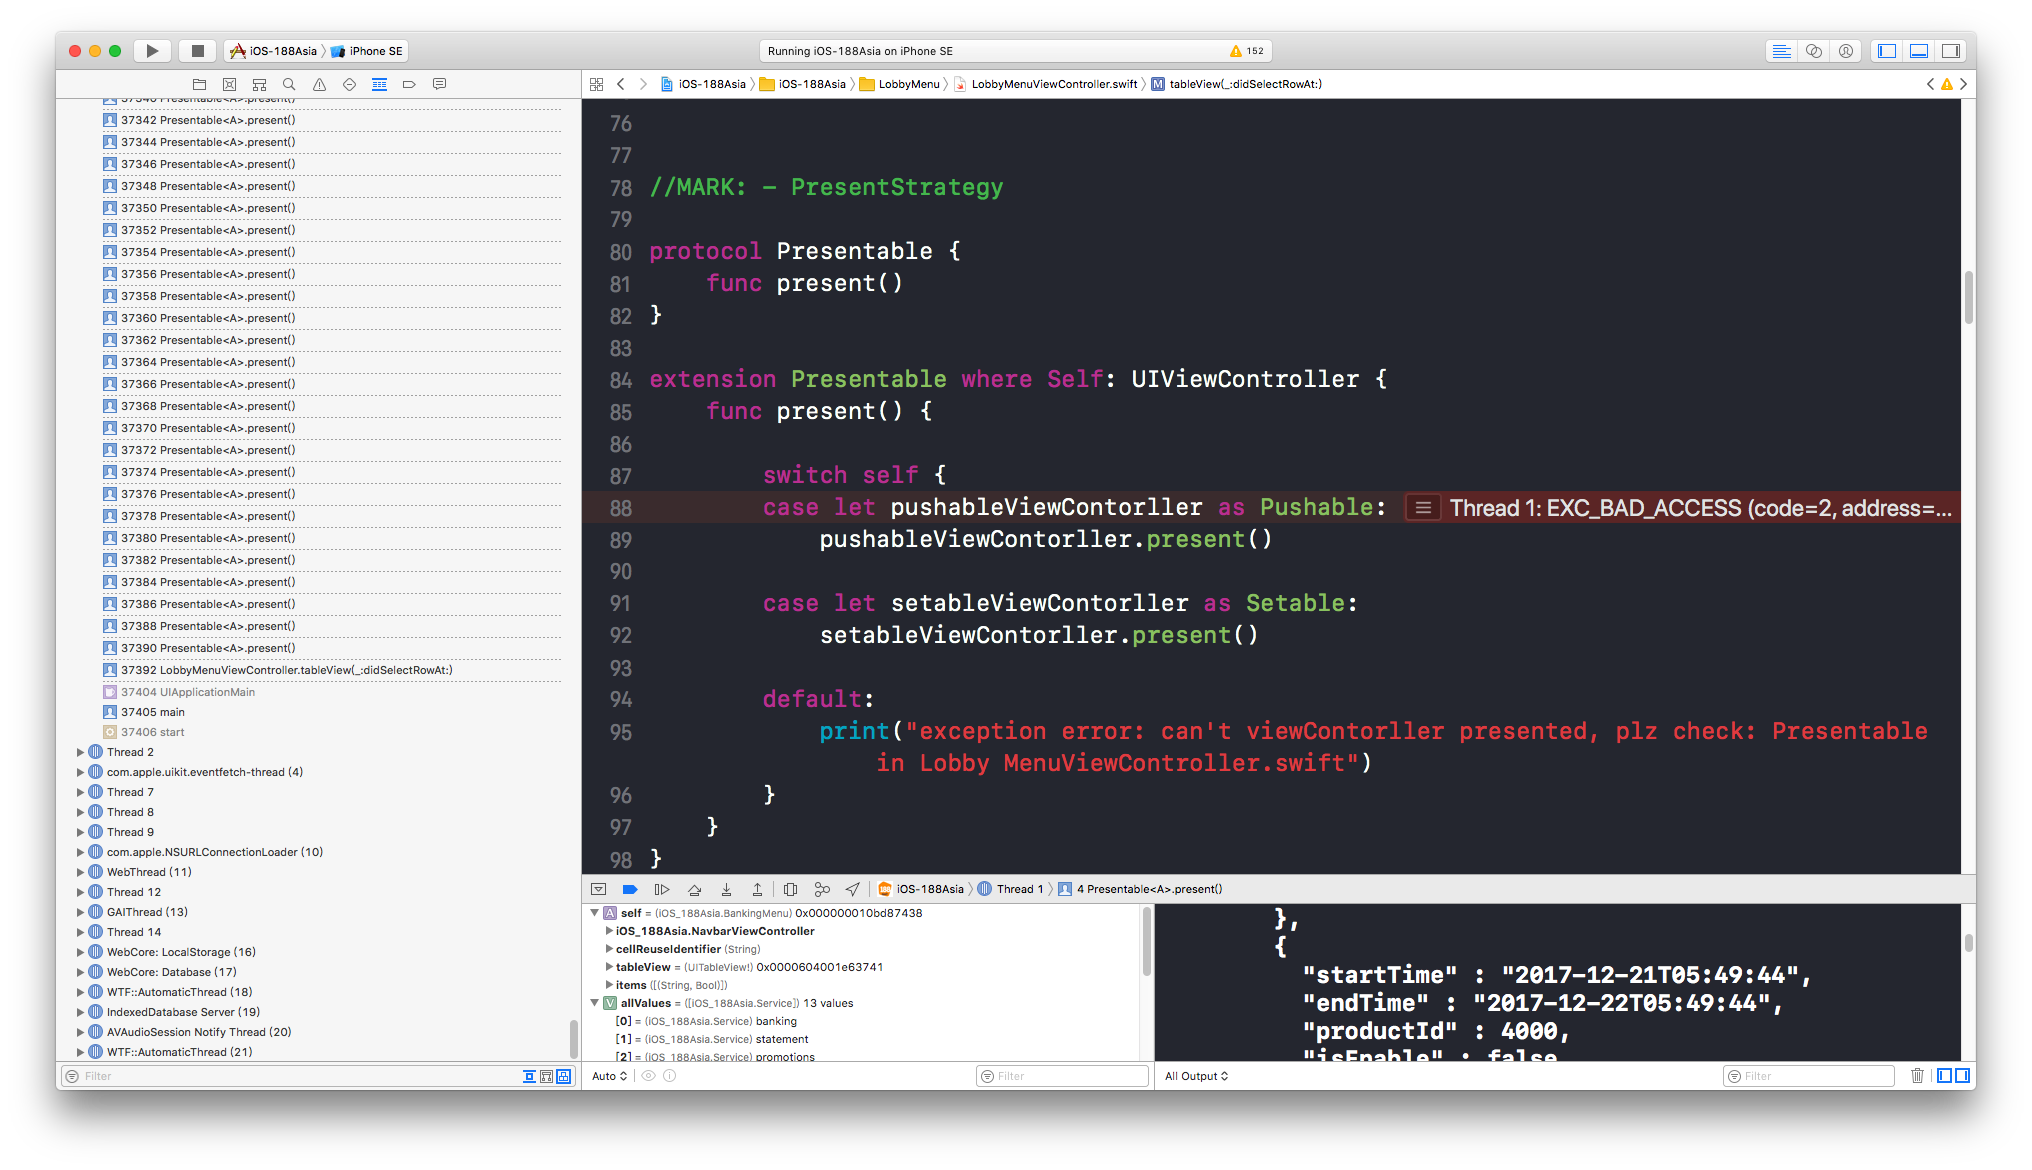 iOS-188Asia iPhone SE
Running iOS-188Asia on iPhone SE 152
iOS-188Asia iOS-188Asia LobbyMenu LobbyMenuViewController.swift M tableView(_:didSelectRowAt:)
37340 Presentable<A>.present()
37342 Presentable<A>.present()
37344 Presentable<A>.present()
37346 Presentable<A>.present()
37348 Presentable<A>.present()
37350 Presentable<A>.present()
37352 Presentable<A>.present()
37354 Presentable<A>.present()
37356 Presentable<A>.present()
37358 Presentable<A>.present()
37360 Presentable<A>.present()
37362 Presentable<A>.present()
37364 Presentable<A>.present()
37366 Presentable<A>.present()
37368 Presentable<A>.present()
37370 Presentable<A>.present()
37372 Presentable<A>.present()
37374 Presentable<A>.present()
37376 Presentable<A>.present()
37378 Presentable<A>.present()
37380 Presentable<A>.present()
37382 Presentable<A>.present()
37384 Presentable<A>.present()
37386 Presentable<A>.present()
37388 Presentable<A>.present()
37390 Presentable<A>.present()
37392 LobbyMenuViewController.tableView(_:didSelectRowAt:)
37404 UIApplicationMain
37405 main
37406 start
Thread 2
com.apple.uikit.eventfetch-thread (4)
Thread 7
Thread 8
Thread 9
com.apple.NSURLConnectionLoader (10)
WebThread (11)
Thread 12
GAIThread (13)
Thread 14
WebCore: LocalStorage (16)
WebCore: Database (17)
WTF::AutomaticThread (18)
IndexedDatabase Server (19)
AVAudioSession Notify Thread (20)
WTF::AutomaticThread (21)
Filter
76
77
78 //MARK: - PresentStrategy
79
80 protocol Presentable {
81 func present()
82 }
83
84 extension Presentable where Self: UIViewController {
85 func present() {
86
87 switch self {
88 case let pushableViewContorller as Pushable: Thread 1: EXC_BAD_ACCESS (code=2, address=...
89 pushableViewContorller.present()
90
91 case let setableViewContorller as Setable:
92 setableViewContorller.present()
93
94 default:
95 print("exception error: can't viewContorller presented, plz check: Presentable
in Lobby MenuViewController.swift")
96 }
97 }
98 }
iOS-188Asia Thread 1 4 Presentable<A>.present()
A self = (iOS_188Asia.BankingMenu) 0x000000010bd87438
iOS_188Asia.NavbarViewController
cellReuseIdentifier (String)
tableView = (UITableView!) 0x0000604001e63741
items ([(String, Bool)])
V allValues = ([iOS_188Asia.Service]) 13 values
[0] = (iOS_188Asia.Service) banking
[1] = (iOS_188Asia.Service) statement
[2] = (iOS_188Asia.Service) promotions
Auto Filter
},
{
"startTime" : "2017-12-21T05:49:44",
"endTime" : "2017-12-22T05:49:44",
"productId" : 4000,
"isEnable" : false
All Output Filter